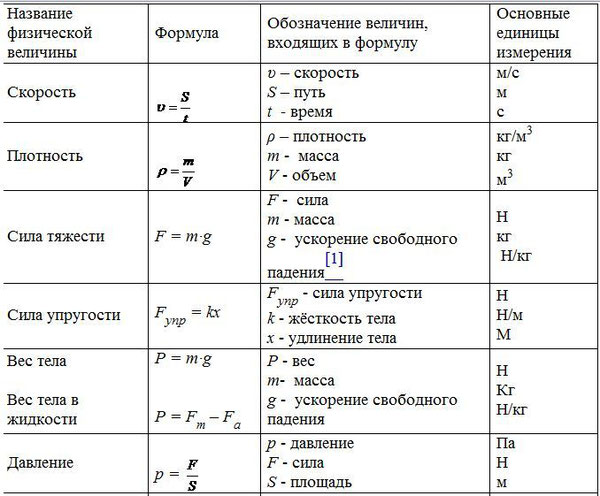 Название физической величины
Формула
Обозначение величин, входящих в формулу
Основные единицы измерения
Скорость
υ = S/t
υ – скорость
S – путь
t - время
м/с
м
с
Плотность
ρ = m/V
ρ – плотность
m - масса
V - объем
кг/м³
кг
м³
Сила тяжести
F = m·g
F - сила
m - масса
g - ускорение свободного
падения[1]
Н
кг
Н/кг
Сила упругости
Fупр = kx
Fупр - сила упругости
k - жёсткость тела
x - удлинение тела
Н
Н/м
М
Вес тела
P = m·g
Вес тела в
жидкости
P = Fт – Fа
P - вес
m- масса
g - ускорение свободного
падения
Н
Кг
Н/кг
Давление
p = F/S
p - давление
F - сила
S - площадь
Па
Н
м